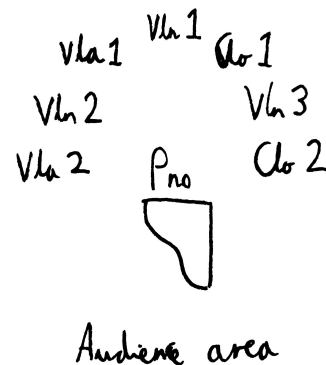 Vln 1
Vla 1 Clo 1
Vln 2 Vln 3
Vla 2 Pno Clo 2
Audience area